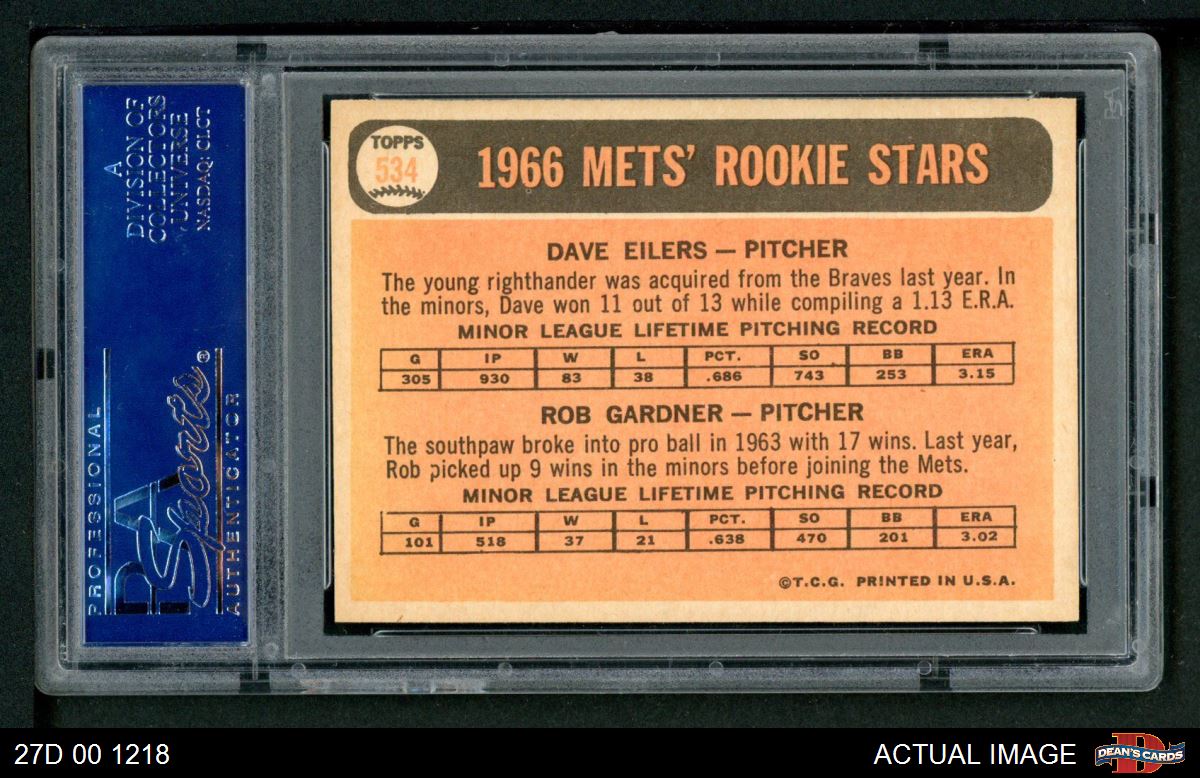 A
DIVISION OF
COLLECTORS
UNIVERSE
NASDAQ: CLCT
PROFESSIONAL
PSA
Sports®
AUTHENTICATOR
TOPPS
534
1966 METS' ROOKIE STARS
DAVE EILERS — PITCHER
The young righthander was acquired from the Braves last year. In
the minors, Dave won 11 out of 13 while compiling a 1.13 E.R.A.
MINOR LEAGUE LIFETIME PITCHING RECORD
G IP W L PCT. SO BB ERA
305 930 83 38 .686 743 253 3.15
ROB GARDNER — PITCHER
The southpaw broke into pro ball in 1963 with 17 wins. Last year,
Rob picked up 9 wins in the minors before joining the Mets.
MINOR LEAGUE LIFETIME PITCHING RECORD
G IP W L PCT. SO BB ERA
101 518 37 21 .638 470 201 3.02
©T.C.G. PRINTED IN U.S.A.
27D 00 1218
ACTUAL IMAGE
DEAN'S CARDS